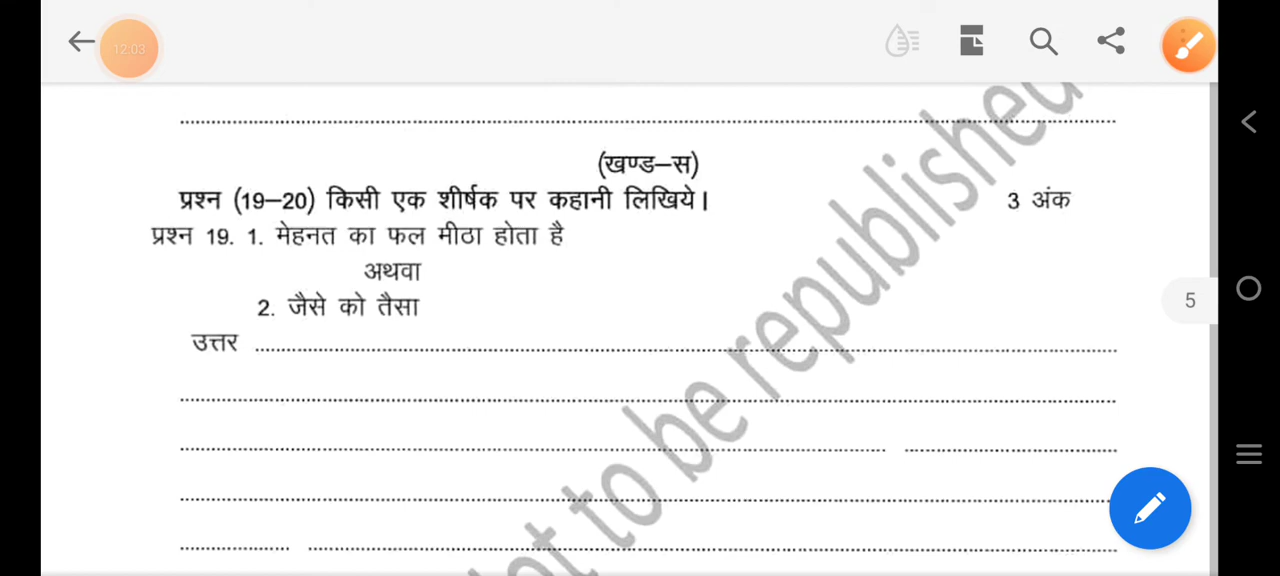 12:03
(खण्ड–स)
प्रश्न (19–20) किसी एक शीर्षक पर कहानी लिखिये। 3 अंक
प्रश्न 19. 1. मेहनत का फल मीठा होता है
अथवा
2. जैसे को तैसा
उत्तर
5
not to be republished